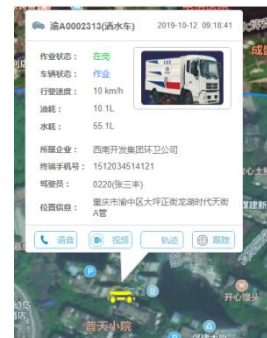 渝A0002313(洒水车) 2019-10-12 09:18:41
作业状态： 在岗
车辆状态： 作业
行驶速度： 10 km/h
油耗： 10.1L
水耗： 55.1L
所属企业： 西南开发集团环卫公司
终端手机号： 1512034514121
驾驶员： 0220(张三丰)
位置信息： 重庆市渝中区大坪正街龙湖时代天街
A管
语音 视频 轨迹 跟踪
开心馒头
普天小院